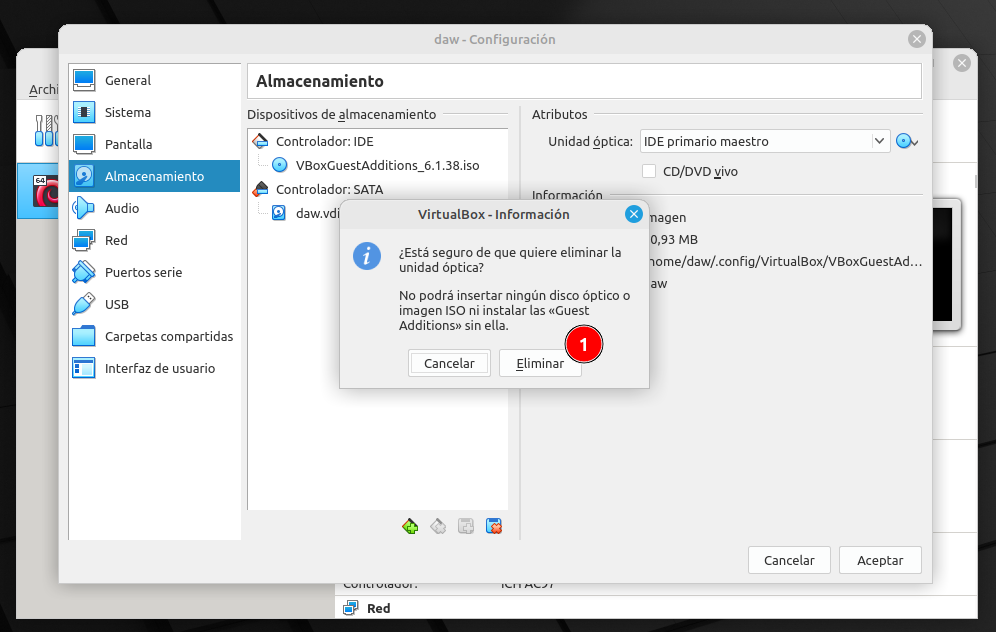 daw - Configuración
Archi
64
General
Sistema
Pantalla
Almacenamiento
Audio
Red
Puertos serie
USB
Carpetas compartidas
Interfaz de usuario
Almacenamiento
Dispositivos de almacenamiento
Controlador: IDE
VBoxGuestAdditions_6.1.38.iso
Controlador: SATA
daw.vdi
Atributos
Unidad óptica: IDE primario maestro
CD/DVD vivo
Información
magen
0,93 MB
home/daw/.config/VirtualBox/VBoxGuestAd...
aw
VirtualBox - Información
¿Está seguro de que quiere eliminar la
unidad óptica?
No podrá insertar ningún disco óptico o
imagen ISO ni instalar las «Guest
Additions» sin ella.
1
Cancelar Eliminar
Cancelar Aceptar
Controlador: ICH AC97
Red